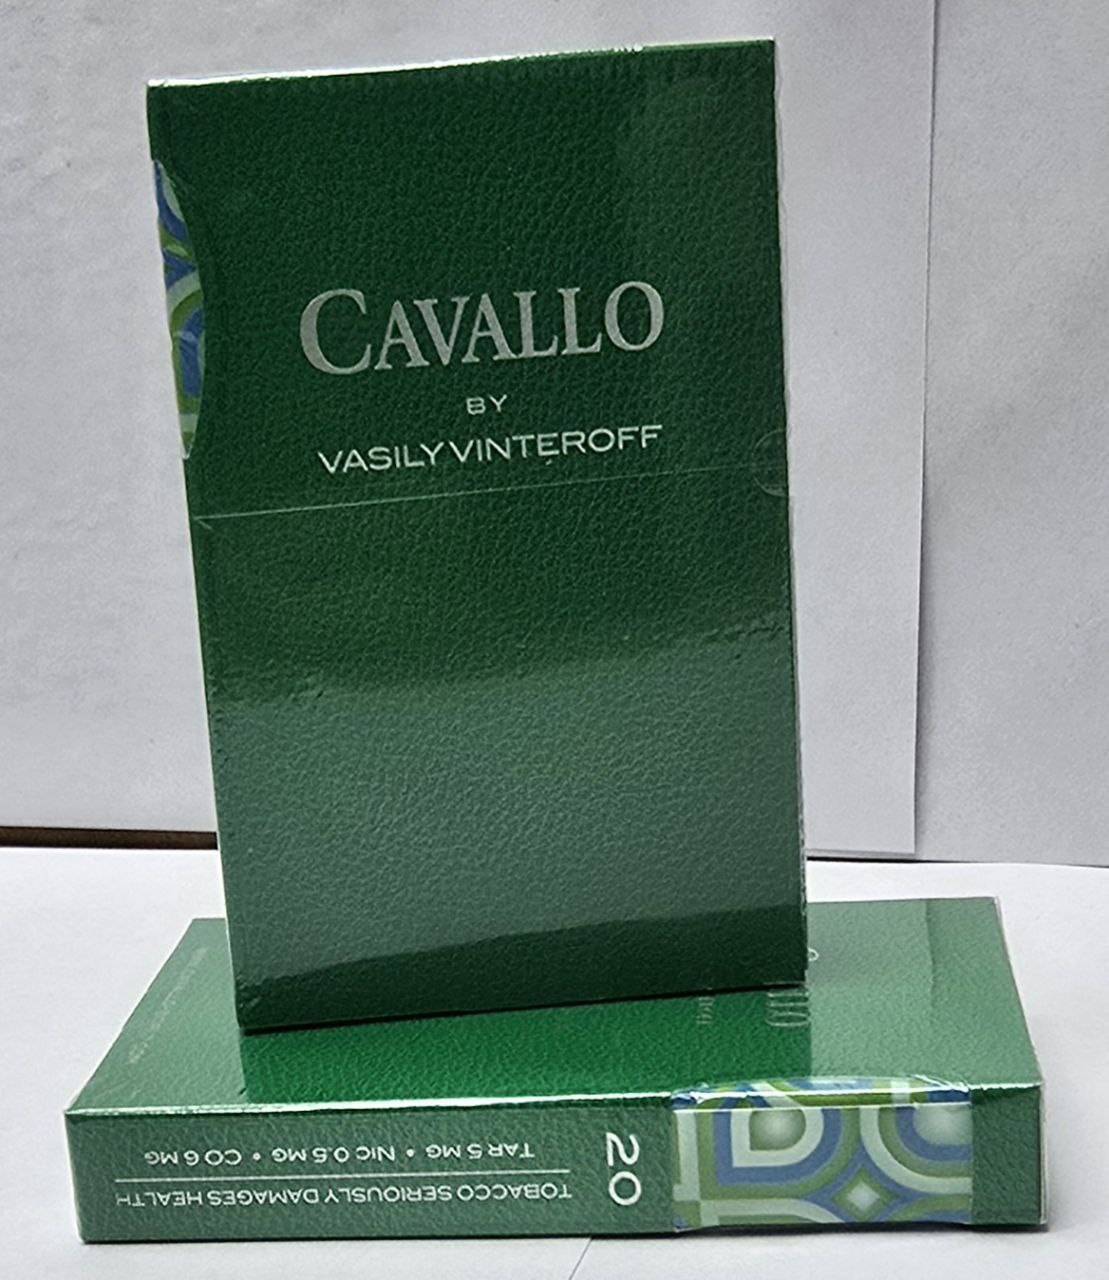 CAVALLO
BY
VASILY VINTEROFF
20
TOBACCO SERIOUSLY DAMAGES HEALTH
TAR 5 MG • NIC 0.5 MG • CO 6 MG